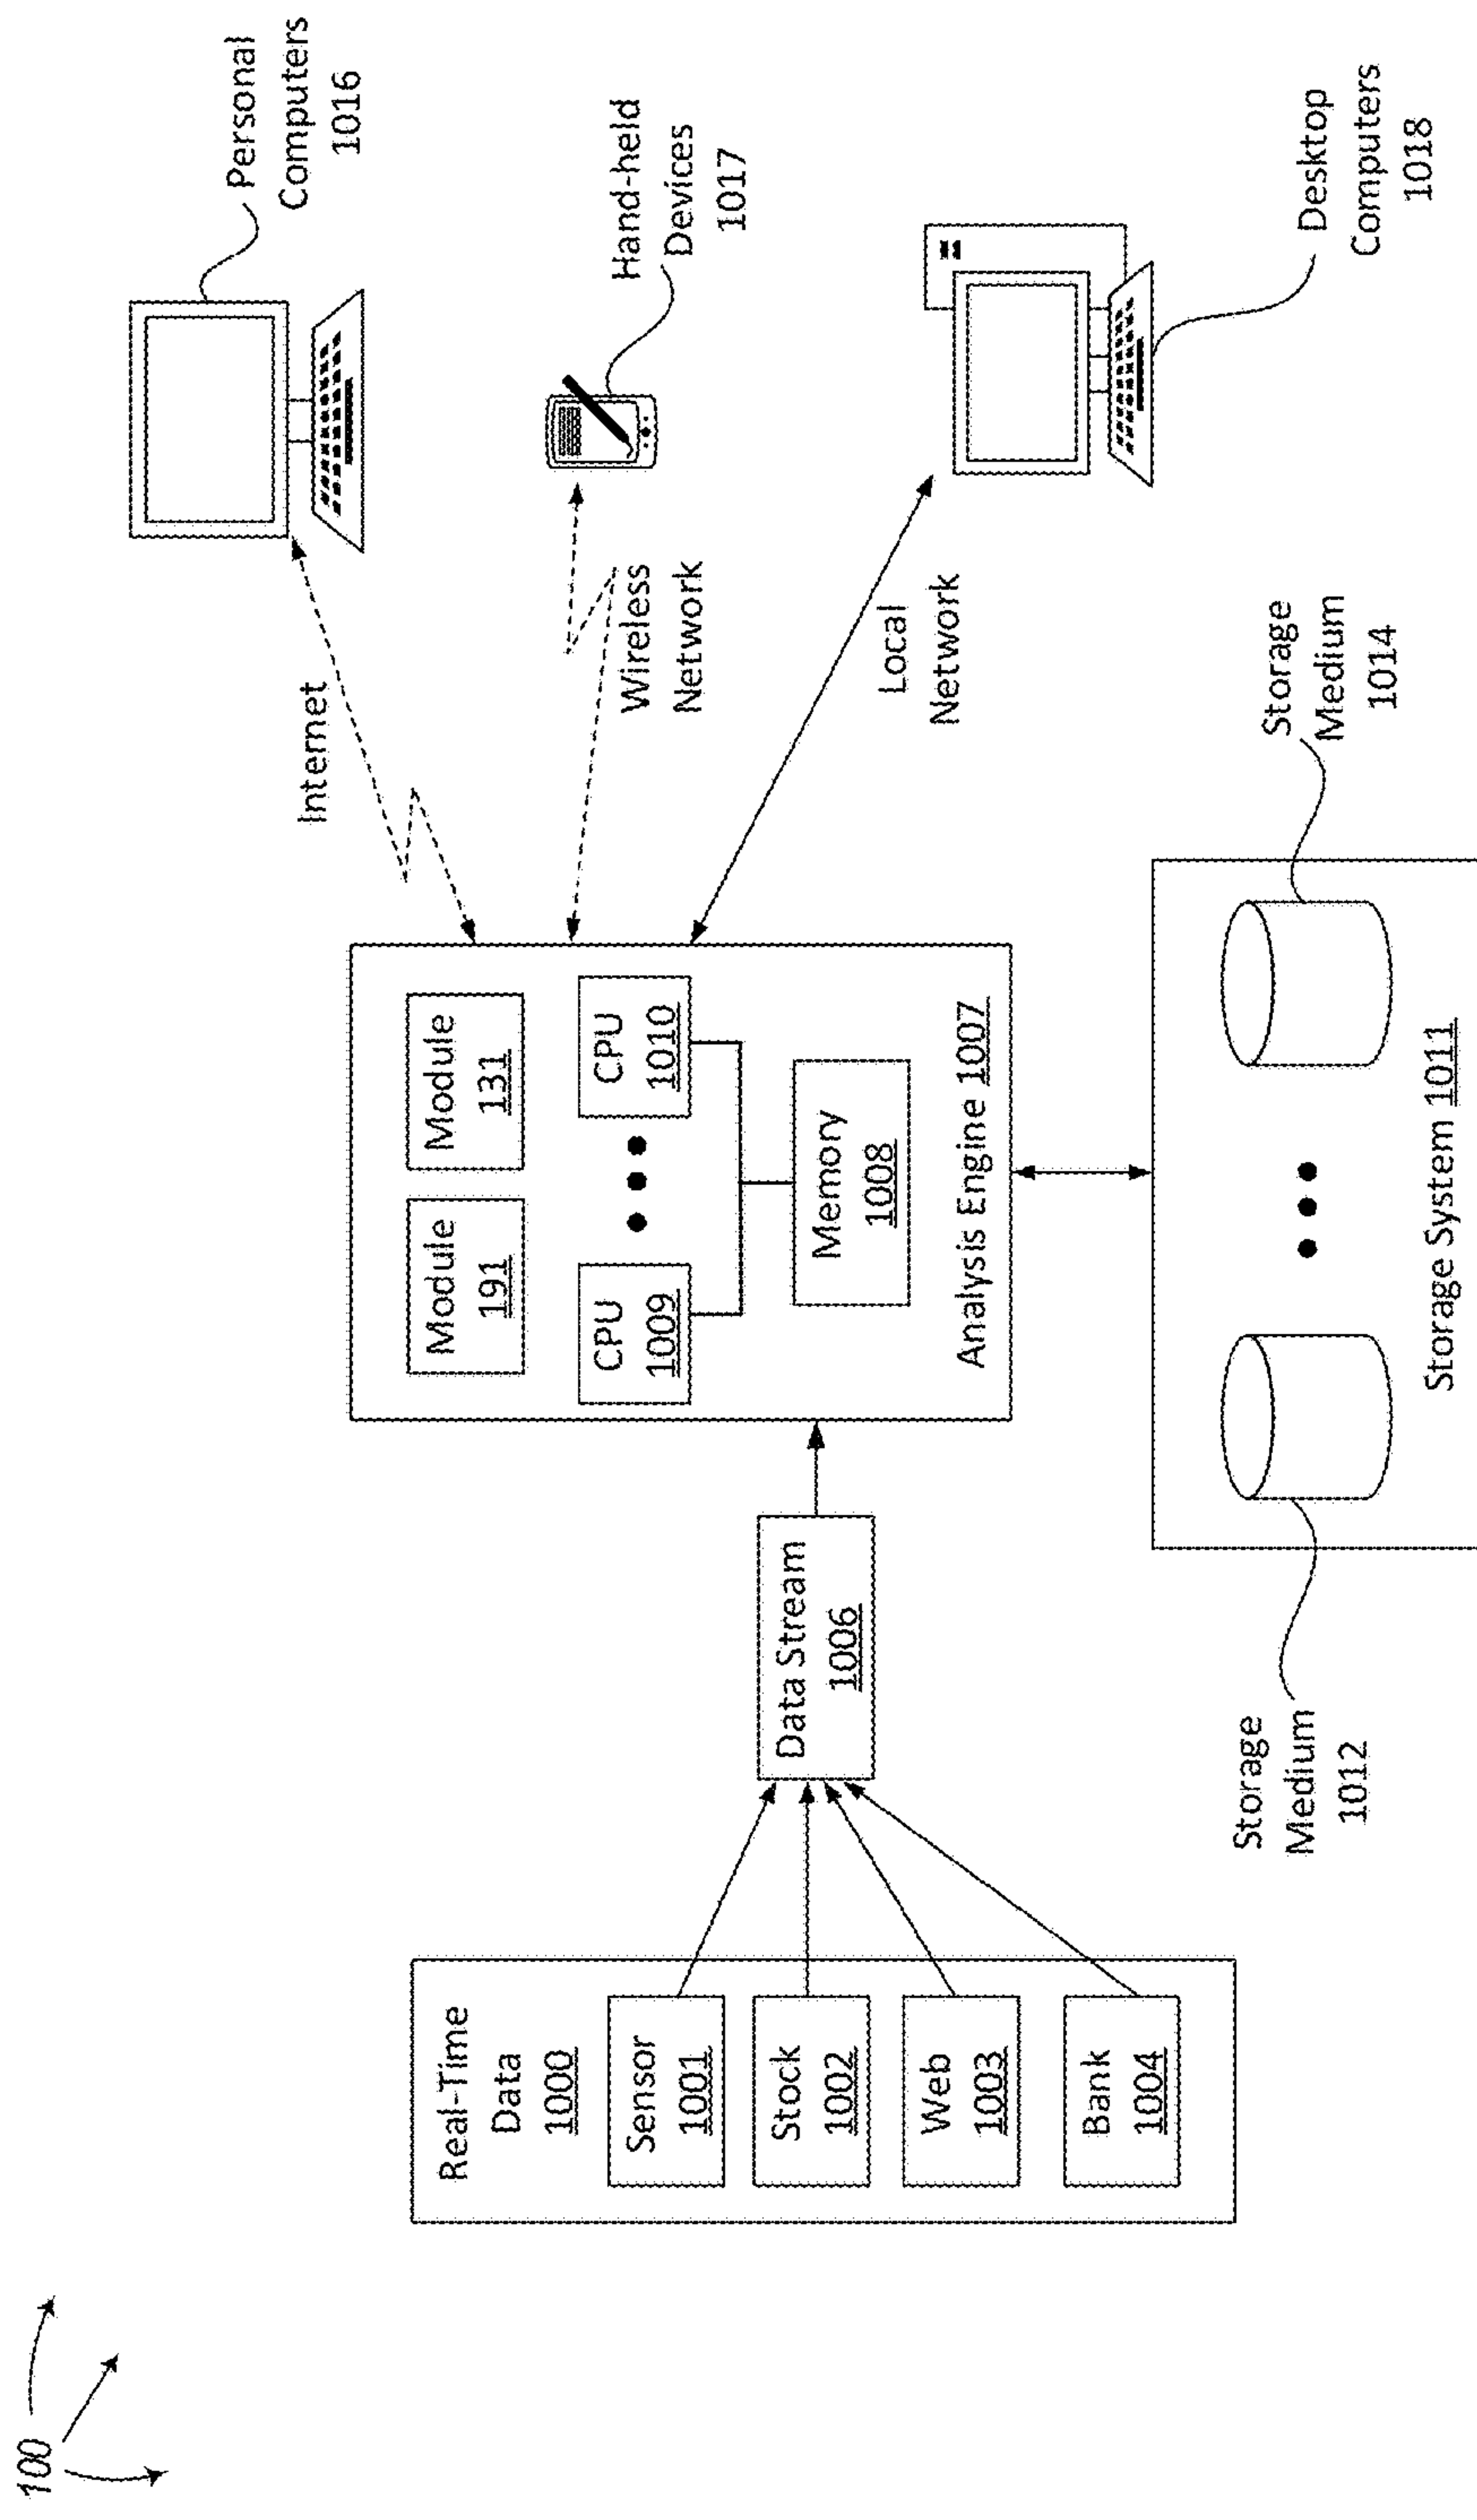 100
Real-Time
Data
1000
Sensor
1001
Stock
1002
Web
1003
Bank
1004
Data Stream
1006
Module
191
Module
131
CPU
1009
CPU
1010
Memory
1008
Analysis Engine 1007
Storage
Medium
1012
Storage System 1011
Storage
Medium
1014
Internet
Wireless
Network
Local
Network
Personal
Computers
1016
Hand-held
Devices
1017
Desktop
Computers
1018